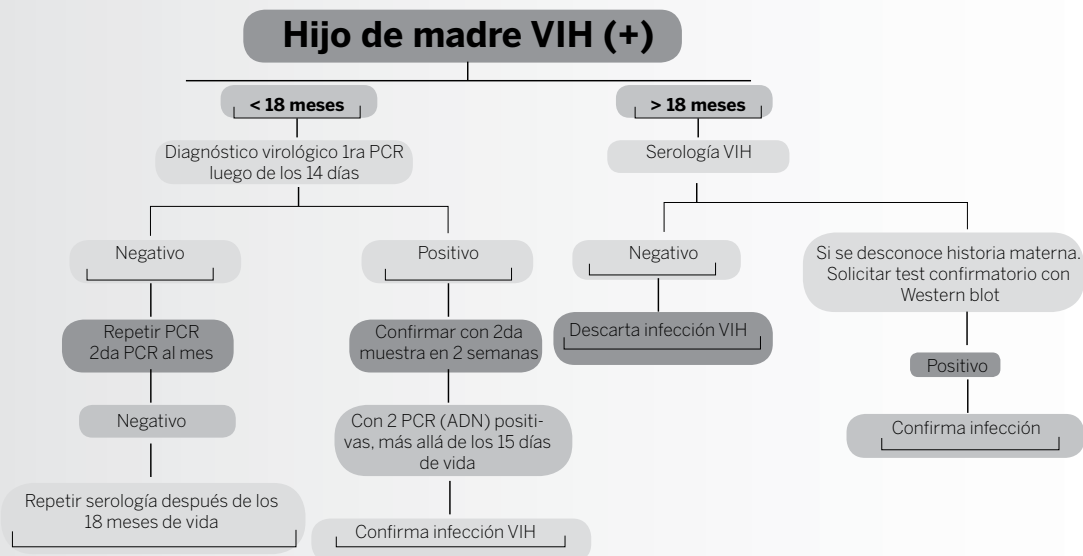 Hijo de madre VIH (+)
< 18 meses
Diagnóstico virológico 1ra PCR
luego de los 14 días
Negativo
Repetir PCR
2da PCR al mes
Negativo
Repetir serología después de los
18 meses de vida
Positivo
Confirmar con 2da
muestra en 2 semanas
Con 2 PCR (ADN) positi-
vas, más allá de los 15 días
de vida
Confirma infección VIH
> 18 meses
Serología VIH
Negativo
Descarta infección VIH
Si se desconoce historia materna.
Solicitar test confirmatorio con
Western blot
Positivo
Confirma infección